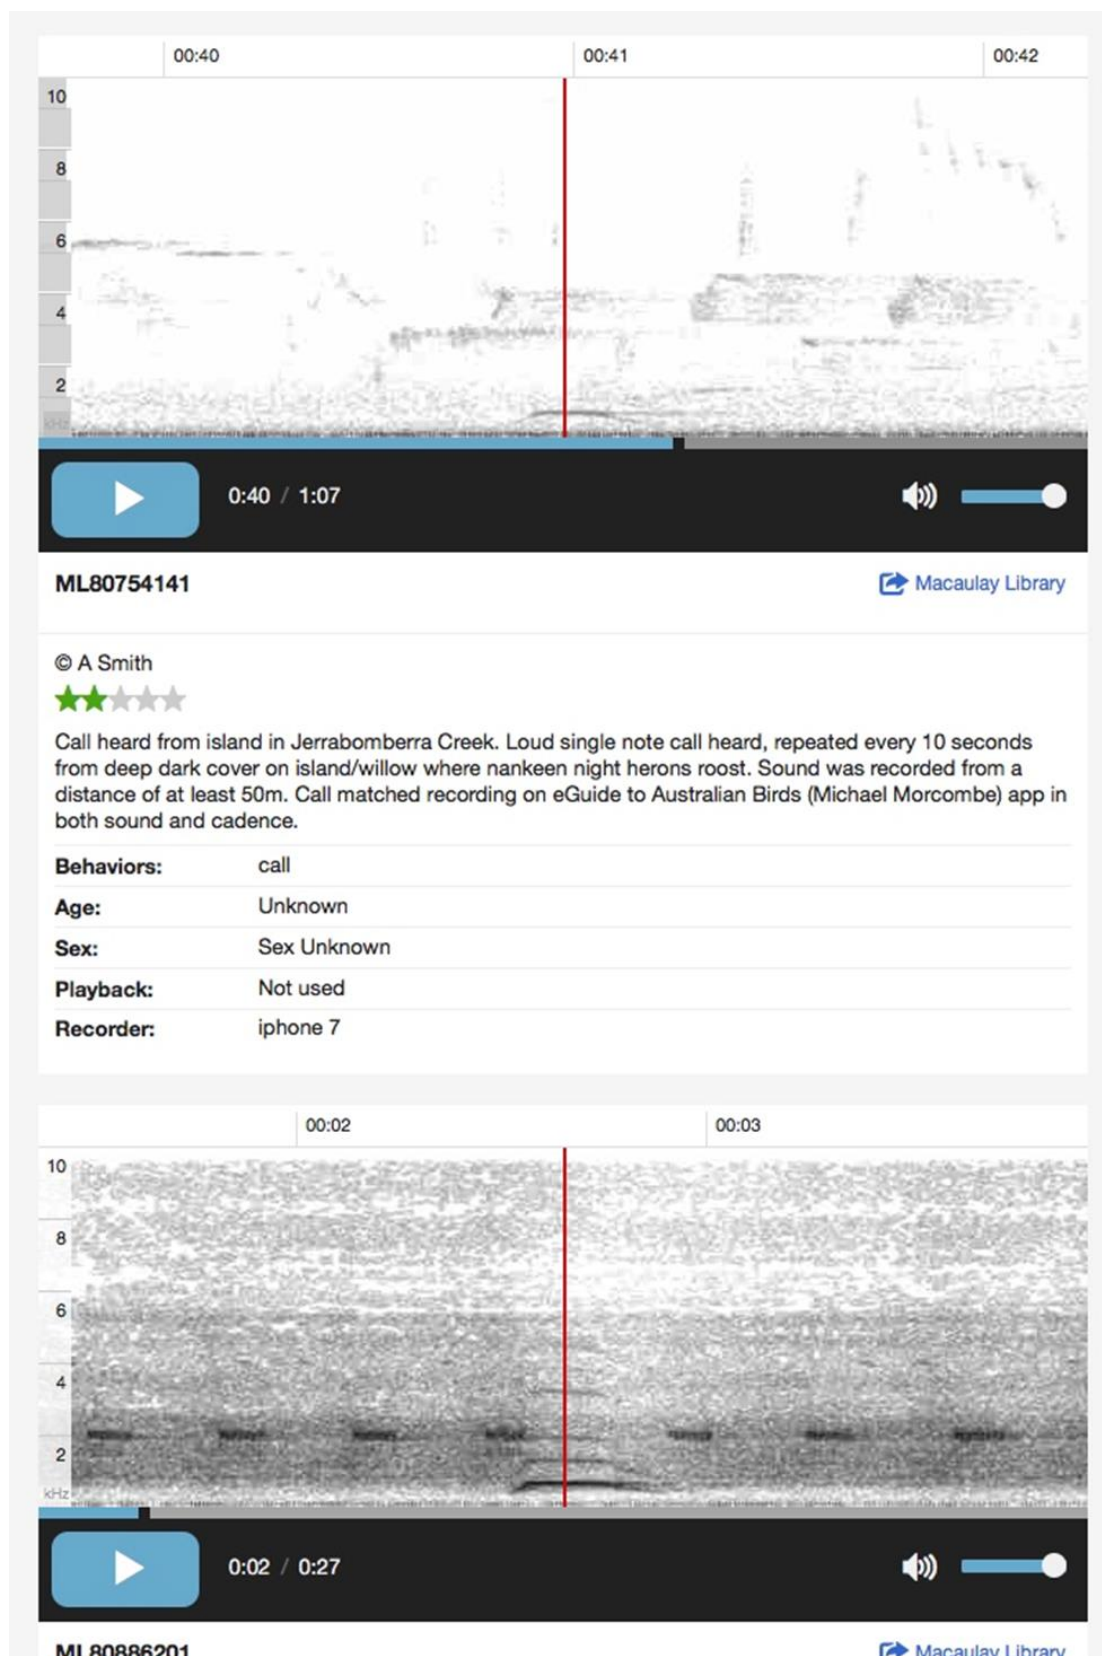 00:40 00:41 00:42
10
8
6
4
2
kHz
0:40 / 1:07
ML80754141 Macaulay Library
© A Smith
Call heard from island in Jerrabomberra Creek. Loud single note call heard, repeated every 10 seconds
from deep dark cover on island/willow where nankeen night herons roost. Sound was recorded from a
distance of at least 50m. Call matched recording on eGuide to Australian Birds (Michael Morcombe) app in
both sound and cadence.
Behaviors: call
Age: Unknown
Sex: Sex Unknown
Playback: Not used
Recorder: iphone 7
00:02 00:03
10
8
6
4
2
kHz
0:02 / 0:27
ML80886201 Macaulay Library